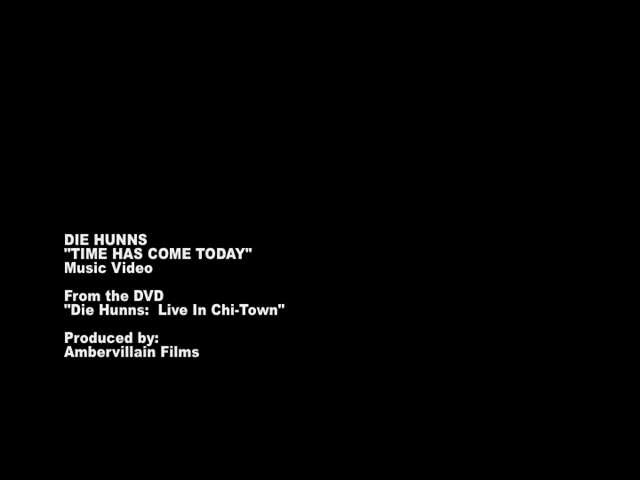 DIE HUNNS
"TIME HAS COME TODAY"
Music Video
From the DVD
"Die Hunns:  Live In Chi-Town"
Produced by:
Ambervillain Films